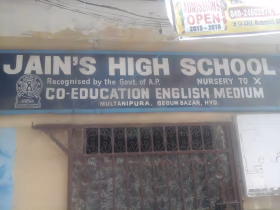 ADMISSIONS
OPEN
2015-2016
JAIN'S HIGH SCHOOL
Recognised by the Govt. of A.P.
NURSERY TO X
CO-EDUCATION ENGLISH MEDIUM
MULTANIPURA, BEGUM BAZAR, HYD.